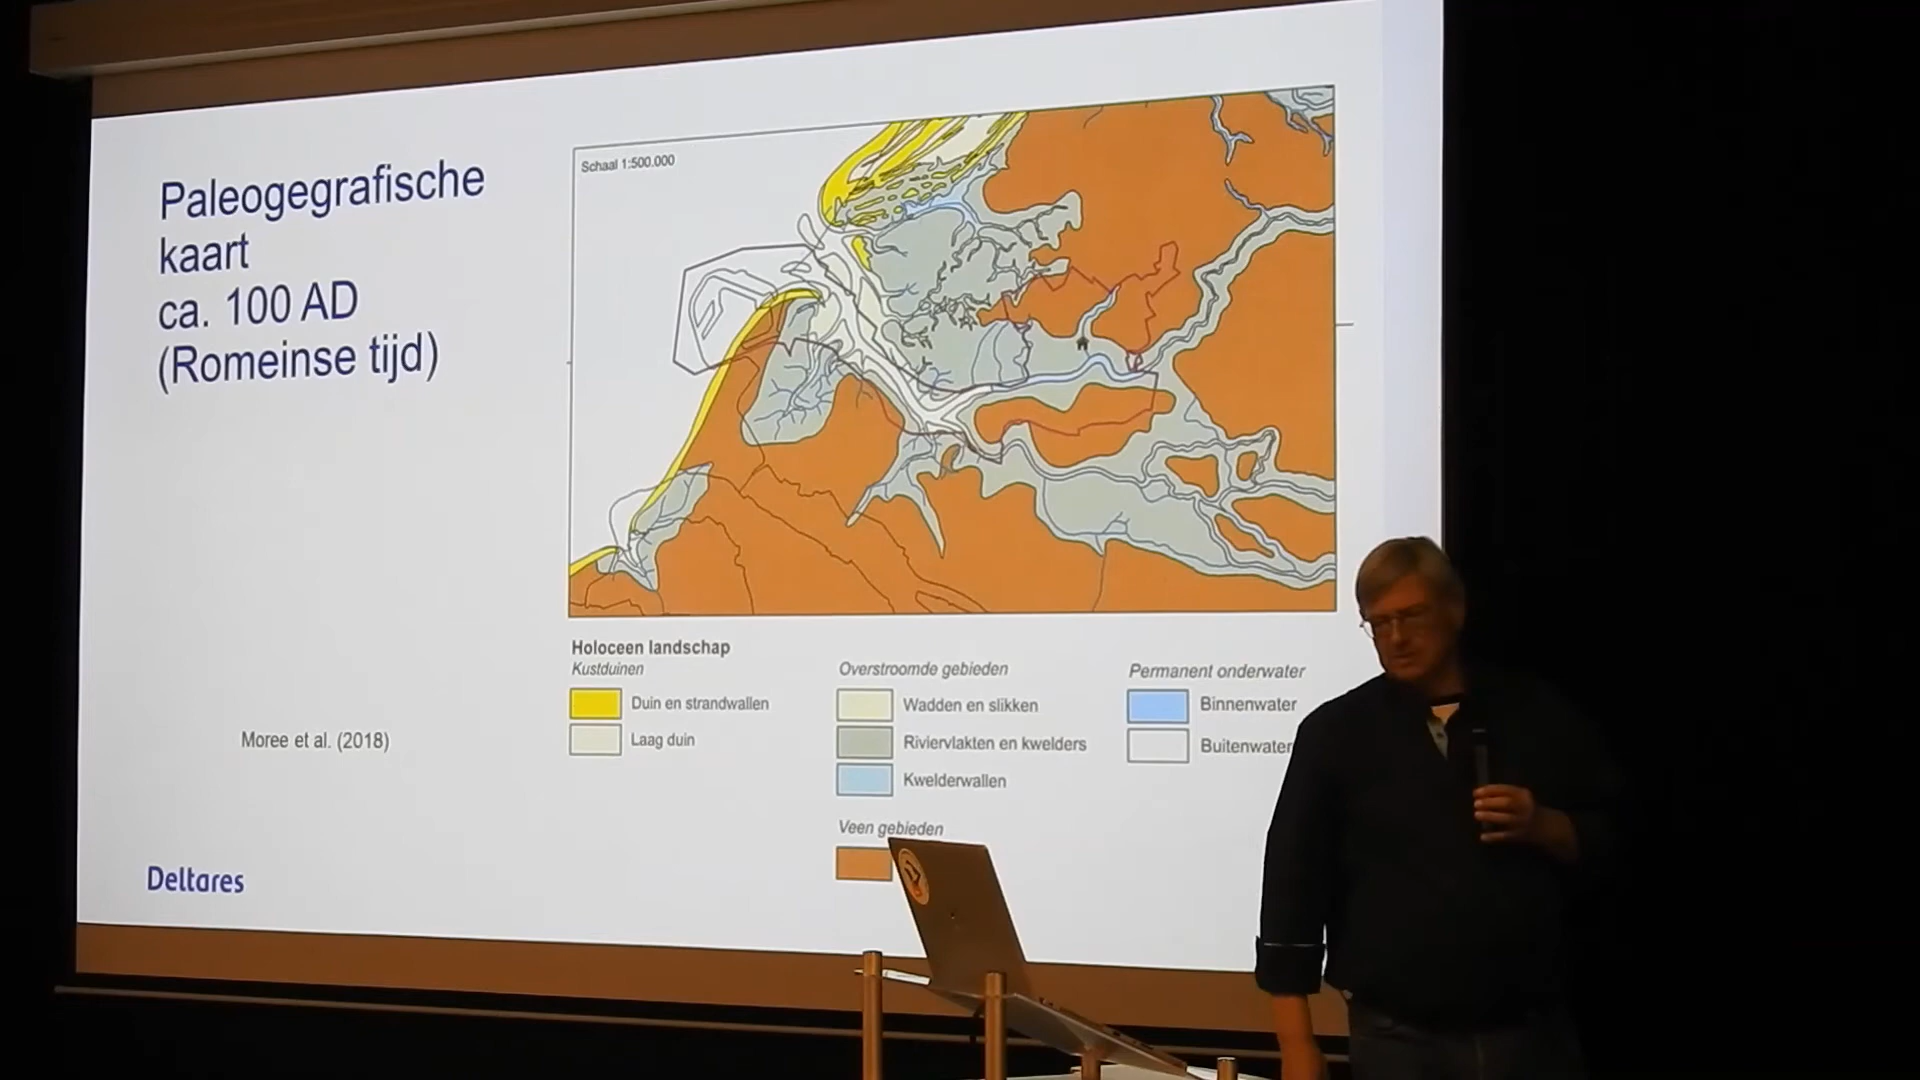 Paleogegrafische
kaart
ca. 100 AD
(Romeinse tijd)
Moree et al. (2018)
Deltares
Schaal 1:500.000
Holoceen landschap
Kustduinen
Duin en strandwallen
Laag duin
Overstroomde gebieden
Wadden en slikken
Riviervlakten en kwelders
Kwelderwallen
Veen gebieden
Permanent onderwater
Binnenwater
Buitenwater